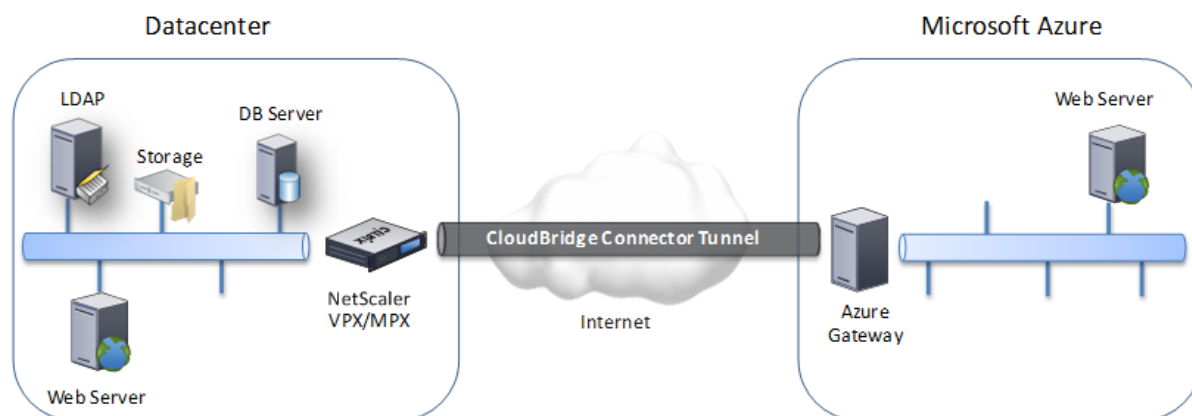 Datacenter
Microsoft Azure
LDAP
DB Server
Storage
Web Server
CloudBridge Connector Tunnel
NetScaler
VPX/MPX
Internet
Azure
Gateway
Web Server
CITRIX